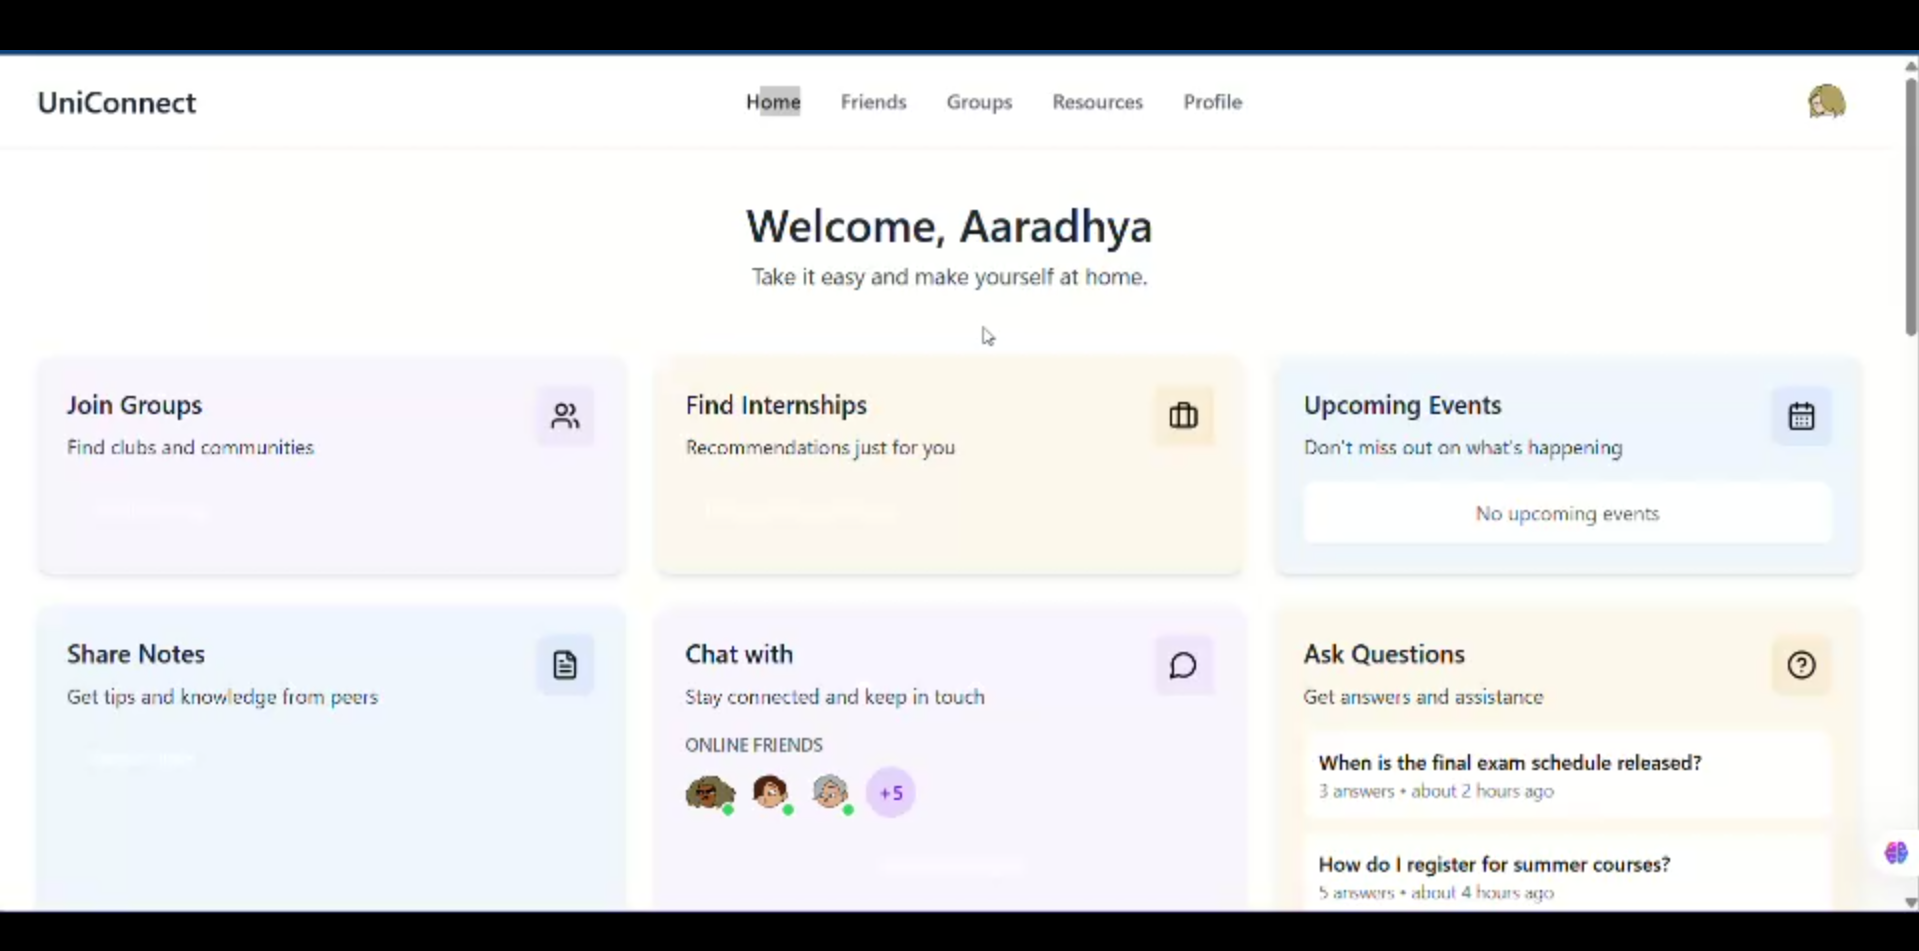 UniConnect
Home
Friends
Groups
Resources
Profile
Welcome, Aaradhya
Take it easy and make yourself at home.
Join Groups
Find clubs and communities
Find Internships
Recommendations just for you
Upcoming Events
Don't miss out on what's happening
No upcoming events
Share Notes
Get tips and knowledge from peers
Chat with
Stay connected and keep in touch
ONLINE FRIENDS
+5
Ask Questions
Get answers and assistance
When is the final exam schedule released?
3 answers • about 2 hours ago
How do I register for summer courses?
5 answers • about 4 hours ago